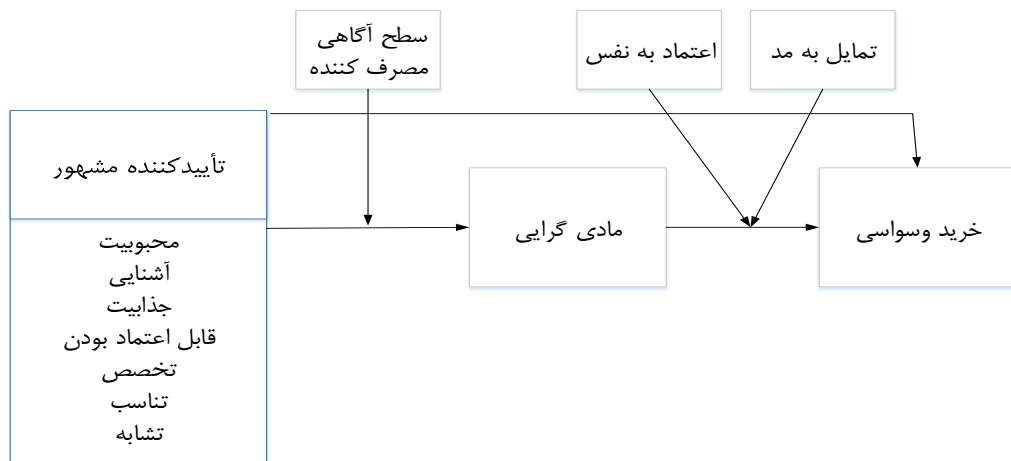 سطح آگاهی
مصرف کننده
اعتماد به نفس
تمایل به مد
تأییدکننده مشهور
محبوبیت
آشنایی
جذابیت
قابل اعتماد بودن
تخصص
تناسب
تشابه
مادی گرایی
خرید وسواسی